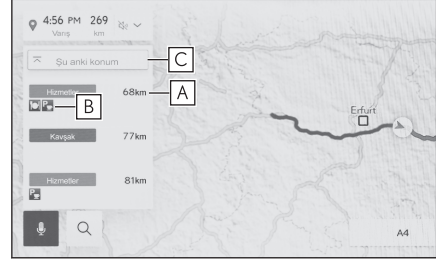 4:56 PM 269
Varış km
Şu anki konum
C
Hizmetler 68km
A
B
Kavşak 77km
Hizmetler 81km
Erfurt
A4